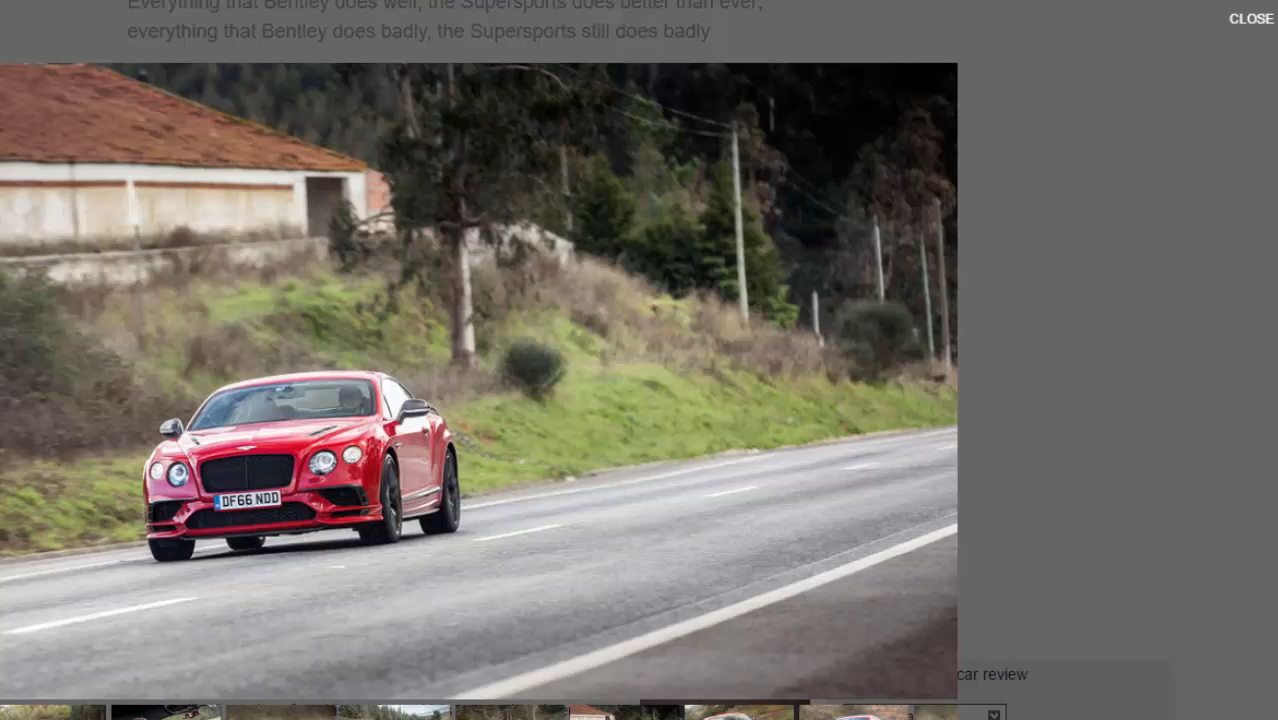 Everything that Bentley does well, the Supersports does better than ever;
everything that Bentley does badly, the Supersports still does badly
CLOSE
DF66 NDD
car review